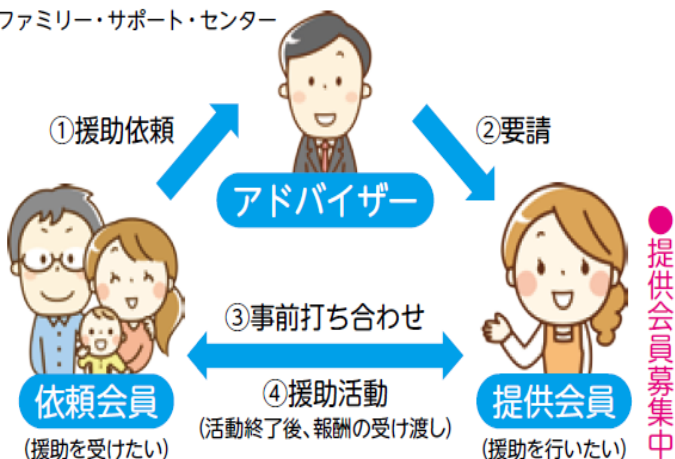 ファミリー・サポート・センター
①援助依頼
②要請
アドバイザー
③事前打ち合わせ
④援助活動
(活動終了後、報酬の受け渡し)
依頼会員
(援助を受けたい)
提供会員
(援助を行いたい)
●提供会員募集中